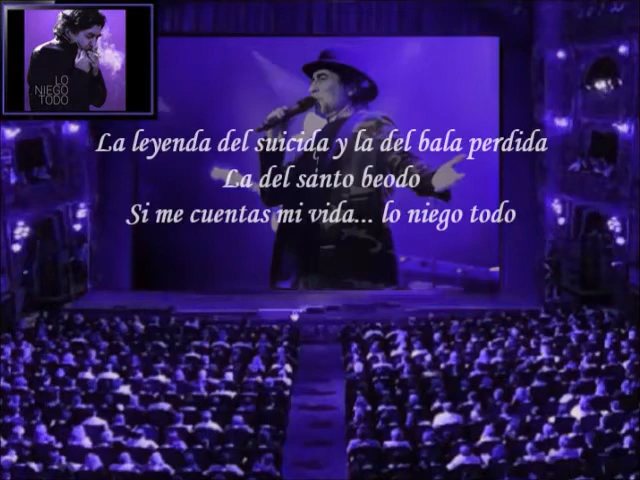 LO
NIEGO
TODO
La leyenda del suicida y la del bala perdida
La del santo beodo
Si me cuentas mi vida... lo niego todo